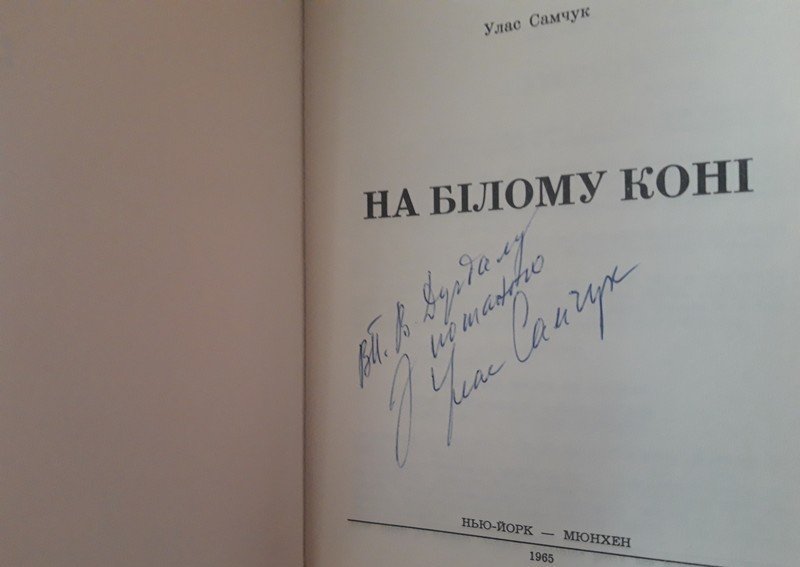 Улас Самчук
НА БІЛОМУ КОНІ
ВП. В. Дурдалу
З пошаною
Улас Самчук
НЬЮ-ЙОРК — МЮНХЕН
1965